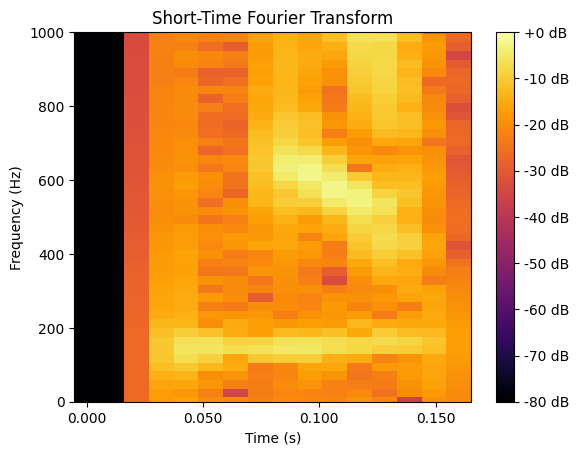 Short-Time Fourier Transform
1000
800
600
400
200
0
Frequency (Hz)
0.000
0.050
0.100
0.150
Time (s)
+0 dB
-10 dB
-20 dB
-30 dB
-40 dB
-50 dB
-60 dB
-70 dB
-80 dB